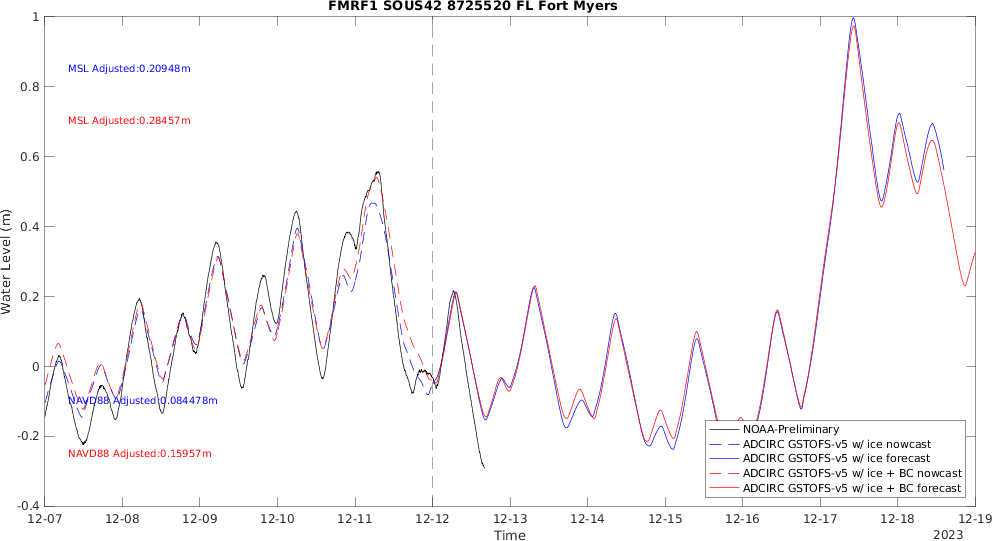 FMRF1 SOUS42 8725520 FL Fort Myers
1
0.8
0.6
0.4
0.2
0
-0.2
-0.4
Water Level (m)
MSL Adjusted:0.20948m
MSL Adjusted:0.28457m
NAVD88 Adjusted:0.084478m
NAVD88 Adjusted:0.15957m
NOAA-Preliminary
ADCIRC GSTOFS-v5 w/ ice nowcast
ADCIRC GSTOFS-v5 w/ ice forecast
ADCIRC GSTOFS-v5 w/ ice + BC nowcast
ADCIRC GSTOFS-v5 w/ ice + BC forecast
12-07 12-08 12-09 12-10 12-11 12-12 12-13 12-14 12-15 12-16 12-17 12-18 12-19
Time
2023